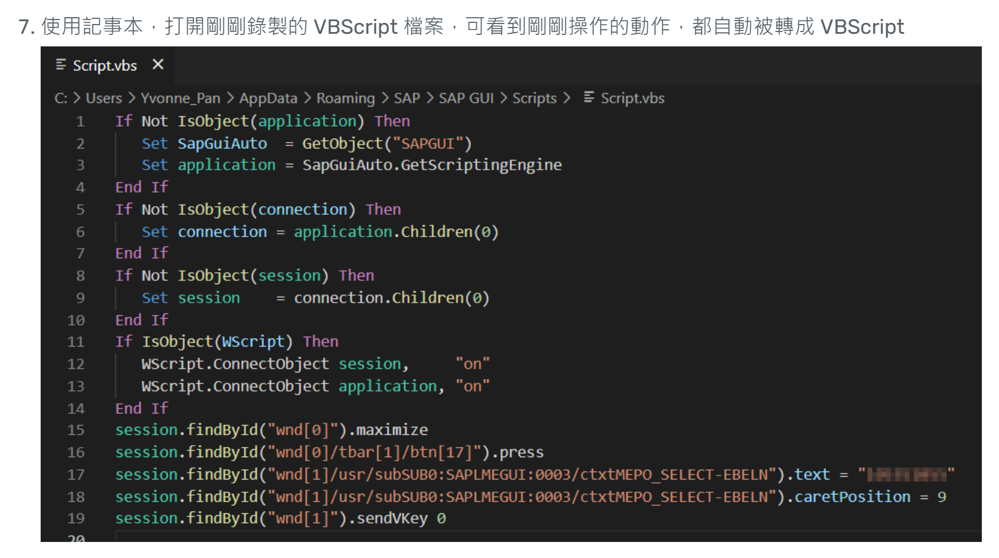 7. 使用記事本，打開剛剛錄製的 VBScript 檔案，可看到剛剛操作的動作，都自動被轉成 VBScript
Script.vbs
C: > Users > Yvonne_Pan > AppData > Roaming > SAP > SAP GUI > Scripts > Script.vbs
1 If Not IsObject(application) Then
2 Set SapGuiAuto  = GetObject("SAPGUI")
3 Set application = SapGuiAuto.GetScriptingEngine
4 End If
5 If Not IsObject(connection) Then
6 Set connection = application.Children(0)
7 End If
8 If Not IsObject(session) Then
9 Set session    = connection.Children(0)
10 End If
11 If IsObject(WScript) Then
12 WScript.ConnectObject session,     "on"
13 WScript.ConnectObject application, "on"
14 End If
15 session.findById("wnd[0]").maximize
16 session.findById("wnd[0]/tbar[1]/btn[17]").press
17 session.findById("wnd[1]/usr/subSUB0:SAPLMEGUI:0003/ctxtMEPO_SELECT-EBELN").text = ""
18 session.findById("wnd[1]/usr/subSUB0:SAPLMEGUI:0003/ctxtMEPO_SELECT-EBELN").caretPosition = 9
19 session.findById("wnd[1]").sendVKey 0
20